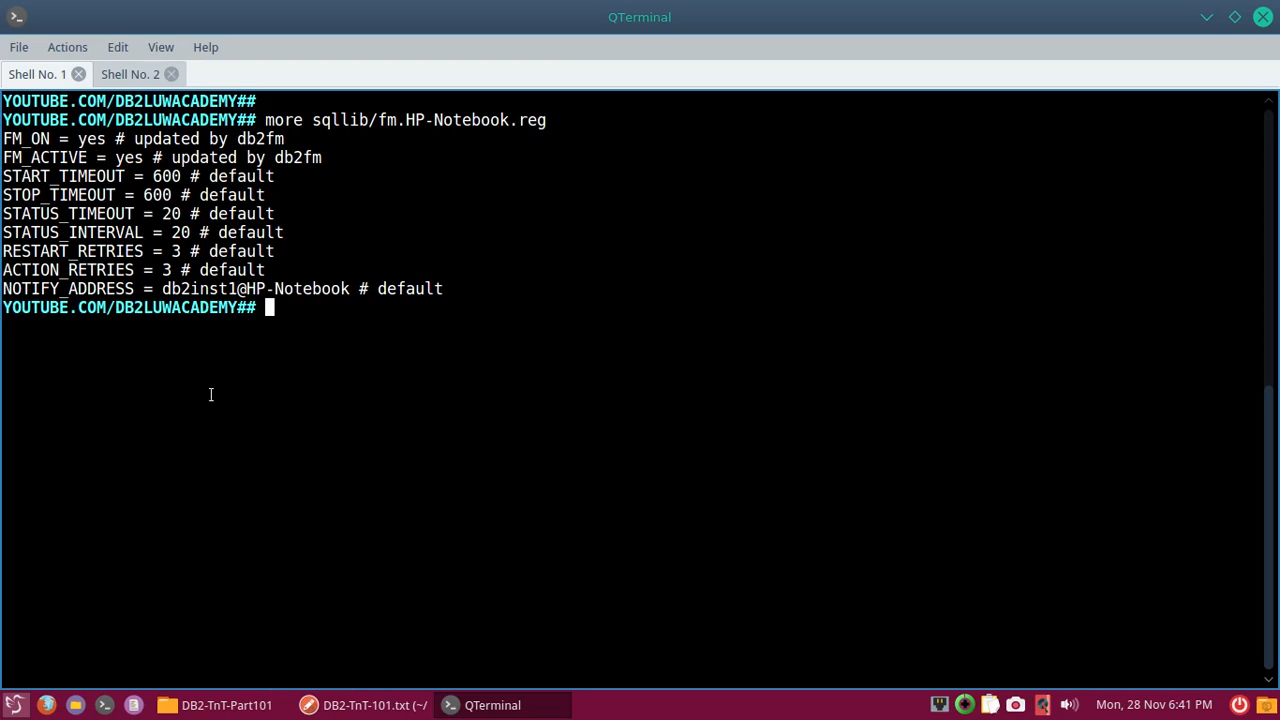 QTerminal
File Actions Edit View Help
Shell No. 1 Shell No. 2
YOUTUBE.COM/DB2LUWACADEMY##
YOUTUBE.COM/DB2LUWACADEMY## more sqllib/fm.HP-Notebook.reg
FM_ON = yes # updated by db2fm
FM_ACTIVE = yes # updated by db2fm
START_TIMEOUT = 600 # default
STOP_TIMEOUT = 600 # default
STATUS_TIMEOUT = 20 # default
STATUS_INTERVAL = 20 # default
RESTART_RETRIES = 3 # default
ACTION_RETRIES = 3 # default
NOTIFY_ADDRESS = db2inst1@HP-Notebook # default
YOUTUBE.COM/DB2LUWACADEMY##
DB2-TnT-Part101 DB2-TnT-101.txt (~/ QTerminal Mon, 28 Nov 6:41 PM